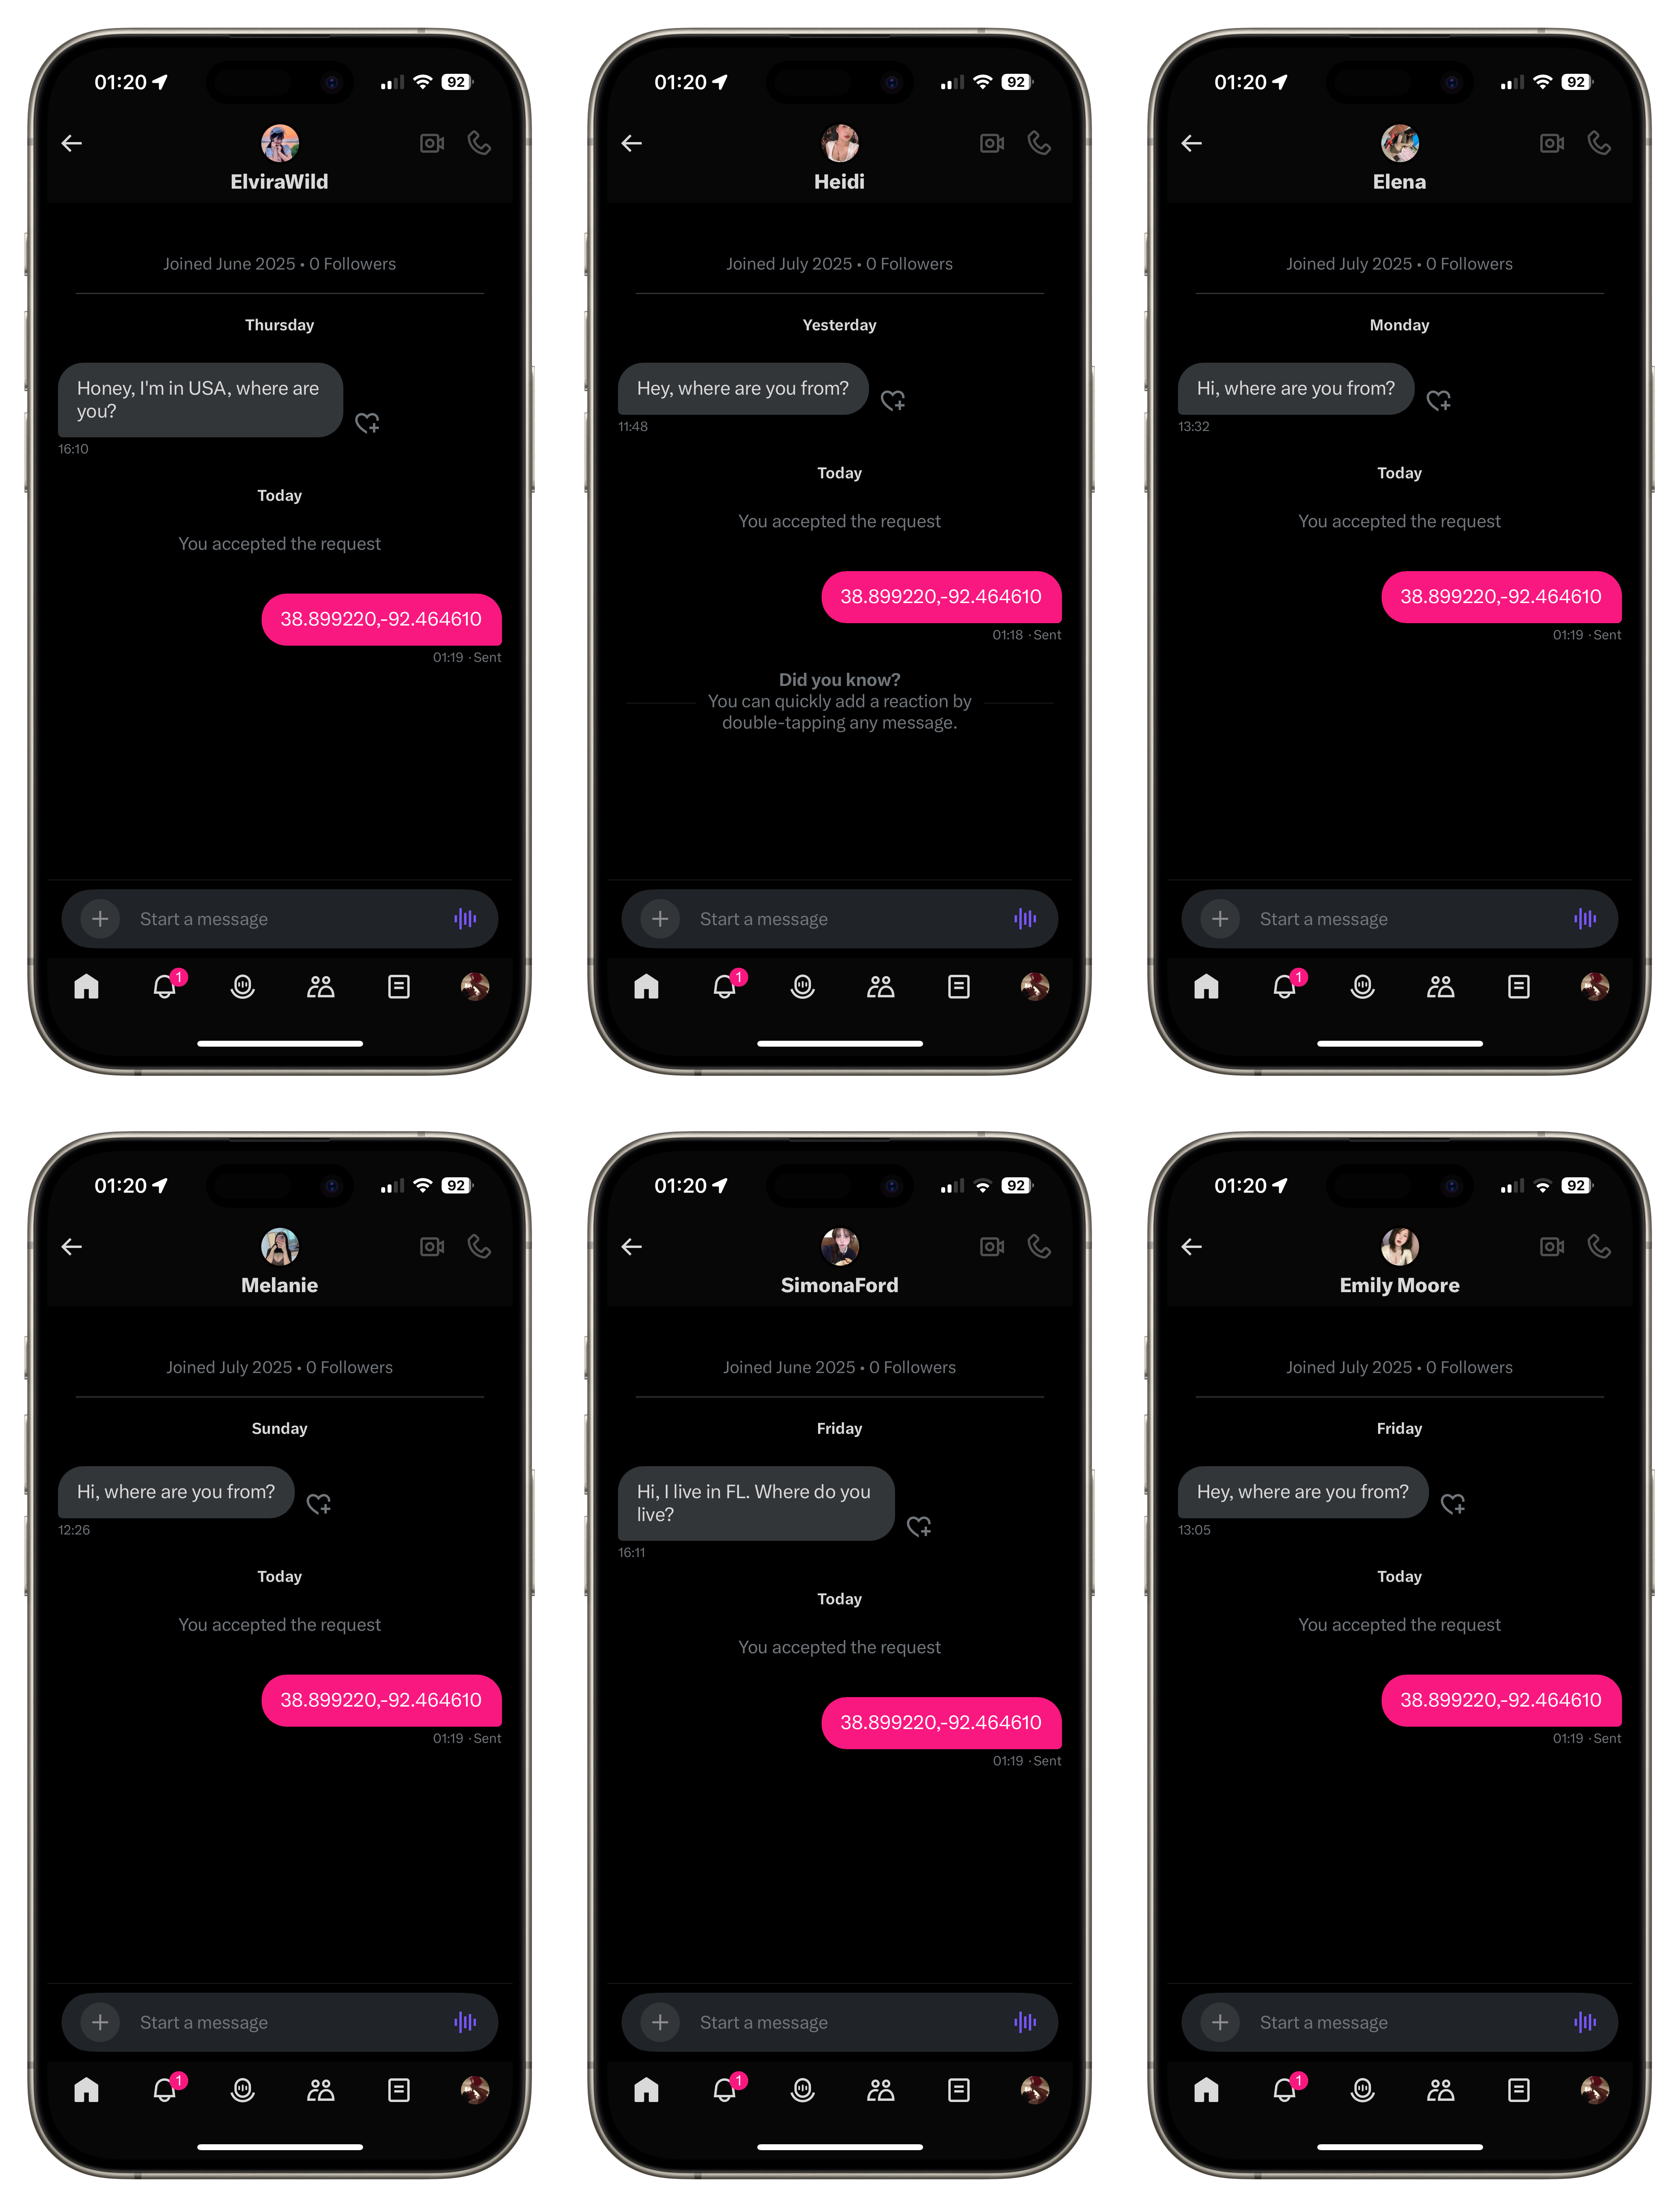 01:20
92
ElviraWild
Joined June 2025 • 0 Followers
Thursday
Honey, I'm in USA, where are
you?
16:10
Today
You accepted the request
38.899220,-92.464610
01:19 · Sent
Start a message
1
01:20
92
Heidi
Joined July 2025 • 0 Followers
Yesterday
Hey, where are you from?
11:48
Today
You accepted the request
38.899220,-92.464610
01:18 · Sent
Did you know?
You can quickly add a reaction by
double-tapping any message.
Start a message
1
01:20
92
Elena
Joined July 2025 • 0 Followers
Monday
Hi, where are you from?
13:32
Today
You accepted the request
38.899220,-92.464610
01:19 · Sent
Start a message
1
01:20
92
Melanie
Joined July 2025 • 0 Followers
Sunday
Hi, where are you from?
12:26
Today
You accepted the request
38.899220,-92.464610
01:19 · Sent
Start a message
1
01:20
92
SimonaFord
Joined June 2025 • 0 Followers
Friday
Hi, I live in FL. Where do you
live?
16:11
Today
You accepted the request
38.899220,-92.464610
01:19 · Sent
Start a message
1
01:20
92
Emily Moore
Joined July 2025 • 0 Followers
Friday
Hey, where are you from?
13:05
Today
You accepted the request
38.899220,-92.464610
01:19 · Sent
Start a message
1